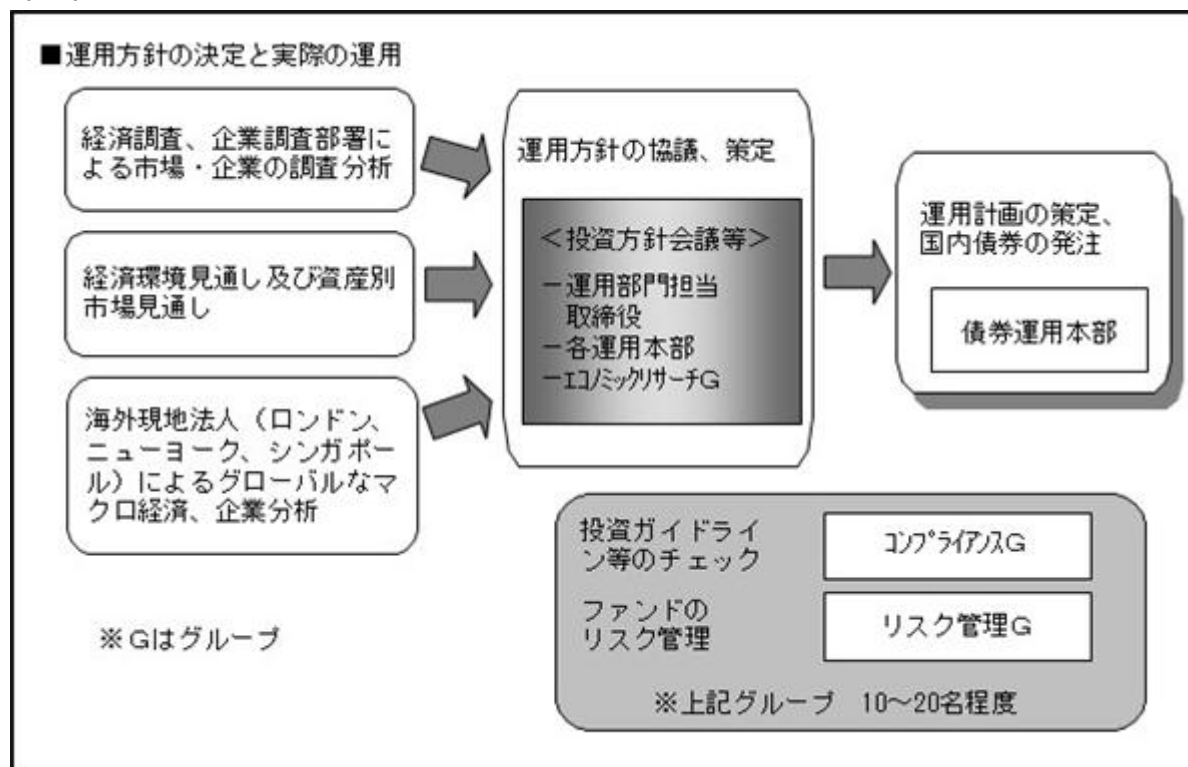 ■運用方針の決定と実際の運用
経済調査、企業調査部署に
よる市場・企業の調査分析
経済環境見通し及び資産別
市場見通し
海外現地法人（ロンドン、
ニューヨーク、シンガポー
ル）によるグローバルなマ
クロ経済、企業分析
運用方針の協議、策定
＜投資方針会議等＞
－運用部門担当
取締役
－各運用本部
－ｴｺﾉﾐｯｸﾘｻｰﾁG
運用計画の策定、
国内債券の発注
債券運用本部
投資ガイドライ
ン等のチェック
ｺﾝﾌﾟﾗｲｱﾝｽG
ファンドの
リスク管理
リスク管理G
※上記グループ　10～20名程度
※Gはグループ